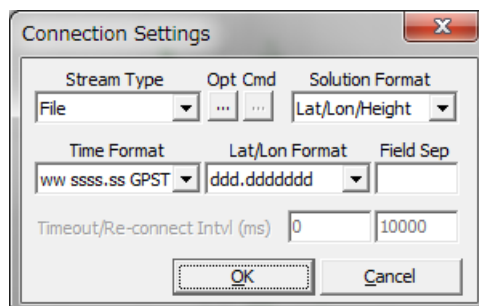 Connection Settings
X
Stream Type Opt Cmd Solution Format
File ... ... Lat/Lon/Height
Time Format Lat/Lon Format Field Sep
ww ssss.ss GPST ddd.ddddddd
Timeout/Re-connect Intvl (ms) 0 10000
OK Cancel